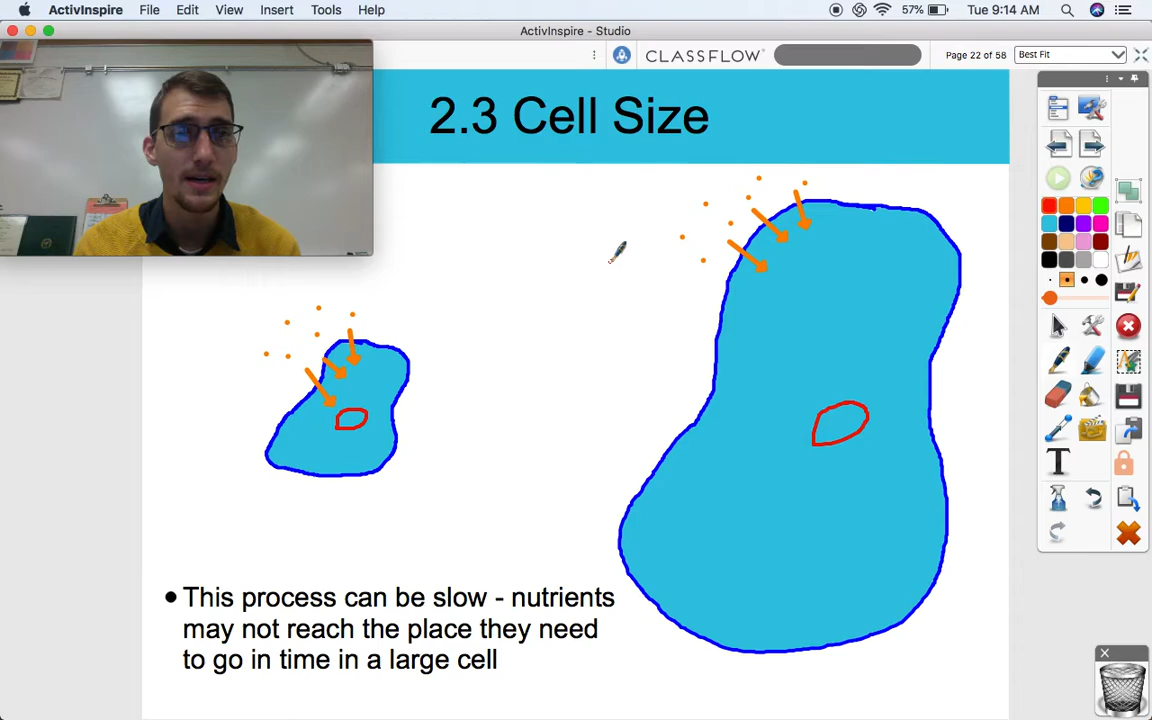 ActivInspire File Edit View Insert Tools Help 57% Tue 9:14 AM
ActivInspire - Studio
CLASSFLOW Page 22 of 58 Best Fit
2.3 Cell Size
T
• This process can be slow - nutrients
may not reach the place they need
to go in time in a large cell